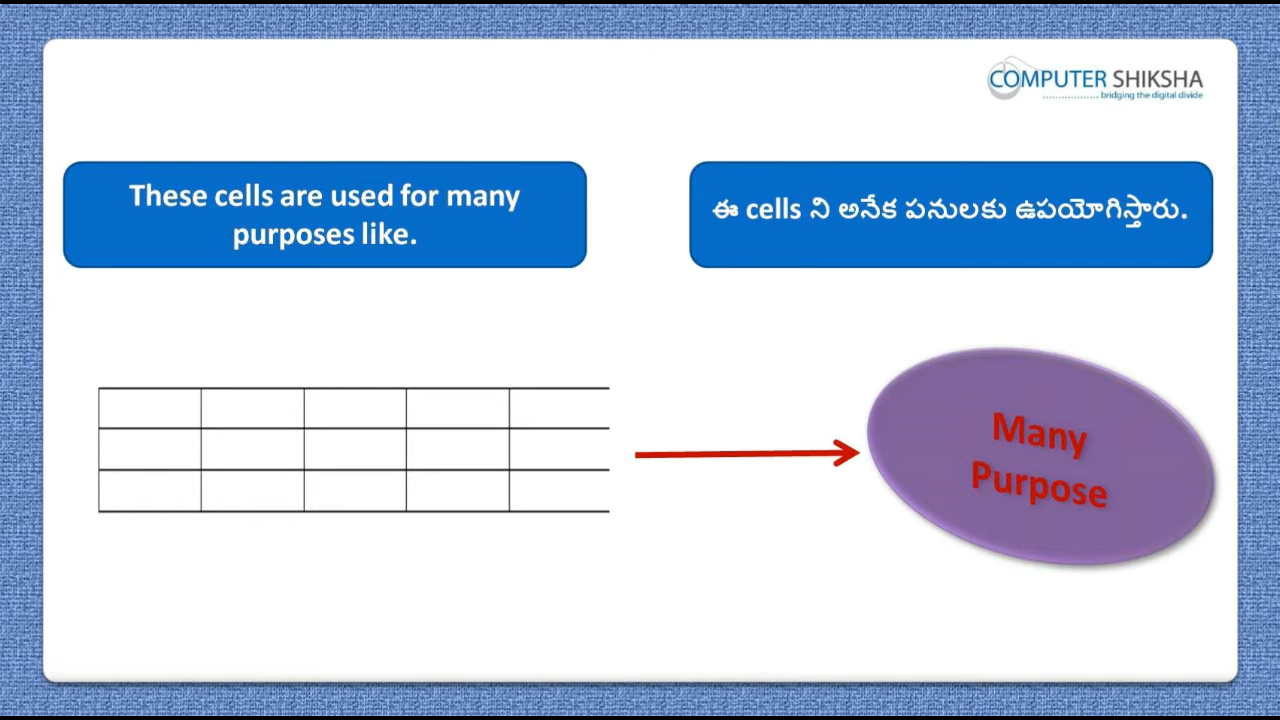 COMPUTER SHIKSHA
bridging the digital divide
These cells are used for many
purposes like.
ఈ cells ని అనేక పనులకు ఉపయోగిస్తారు.
Many
Purpose